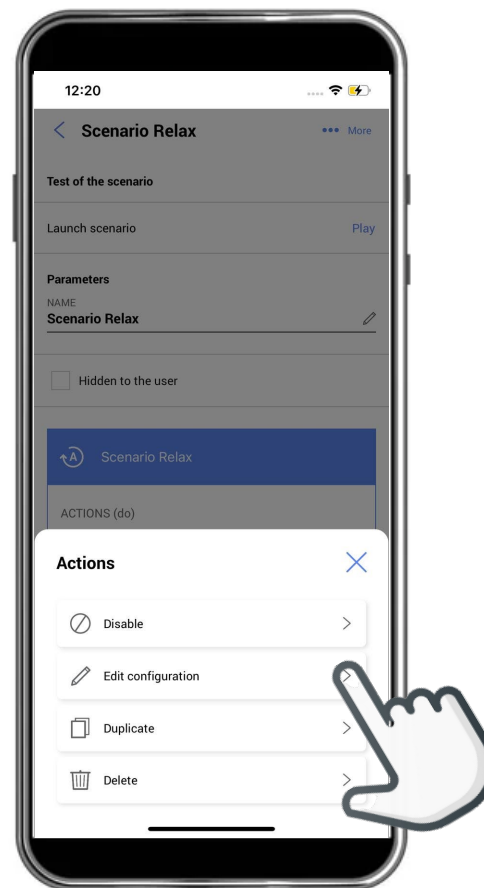 12:20
Scenario Relax
More
Test of the scenario
Launch scenario Play
Parameters
NAME
Scenario Relax
Hidden to the user
Scenario Relax
ACTIONS (do)
Actions
Disable
Edit configuration
Duplicate
Delete